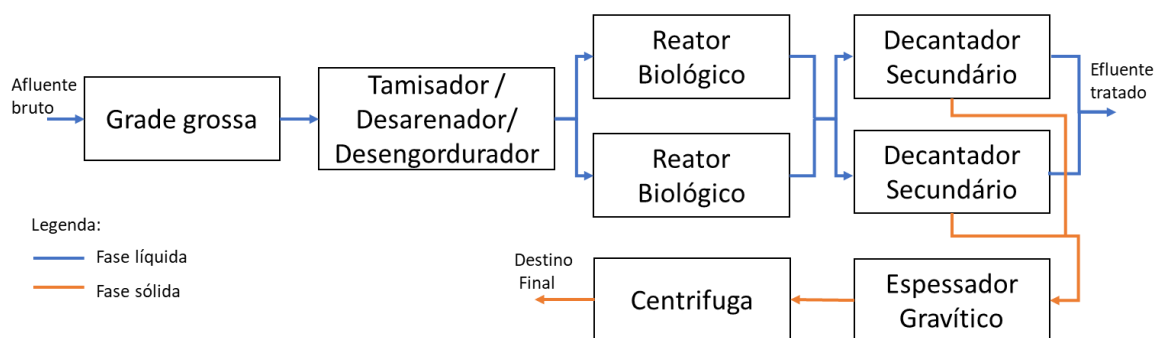 Afluente
bruto
Grade grossa
Tamisador /
Desarenador/
Desengordurador
Reator
Biológico
Reator
Biológico
Decantador
Secundário
Decantador
Secundário
Efluente
tratado
Legenda:
Fase líquida
Fase sólida
Destino
Final
Centrifuga
Espessador
Gravítico